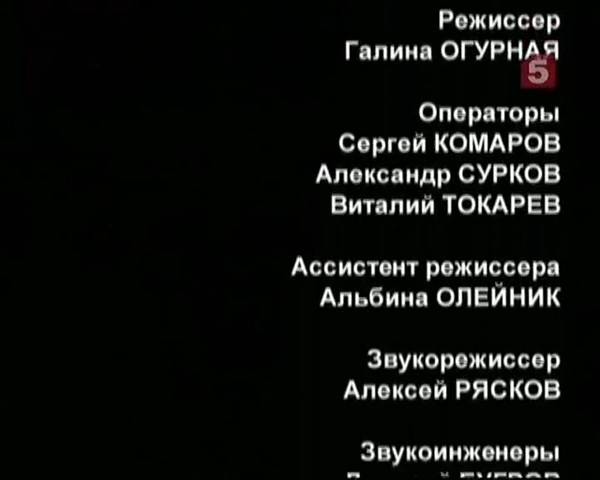 Режиссер
Галина ОГУРНАЯ
5
Операторы
Сергей КОМАРОВ
Александр СУРКОВ
Виталий ТОКАРЕВ
Ассистент режиссера
Альбина ОЛЕЙНИК
Звукорежиссер
Алексей РЯСКОВ
Звукоинженеры